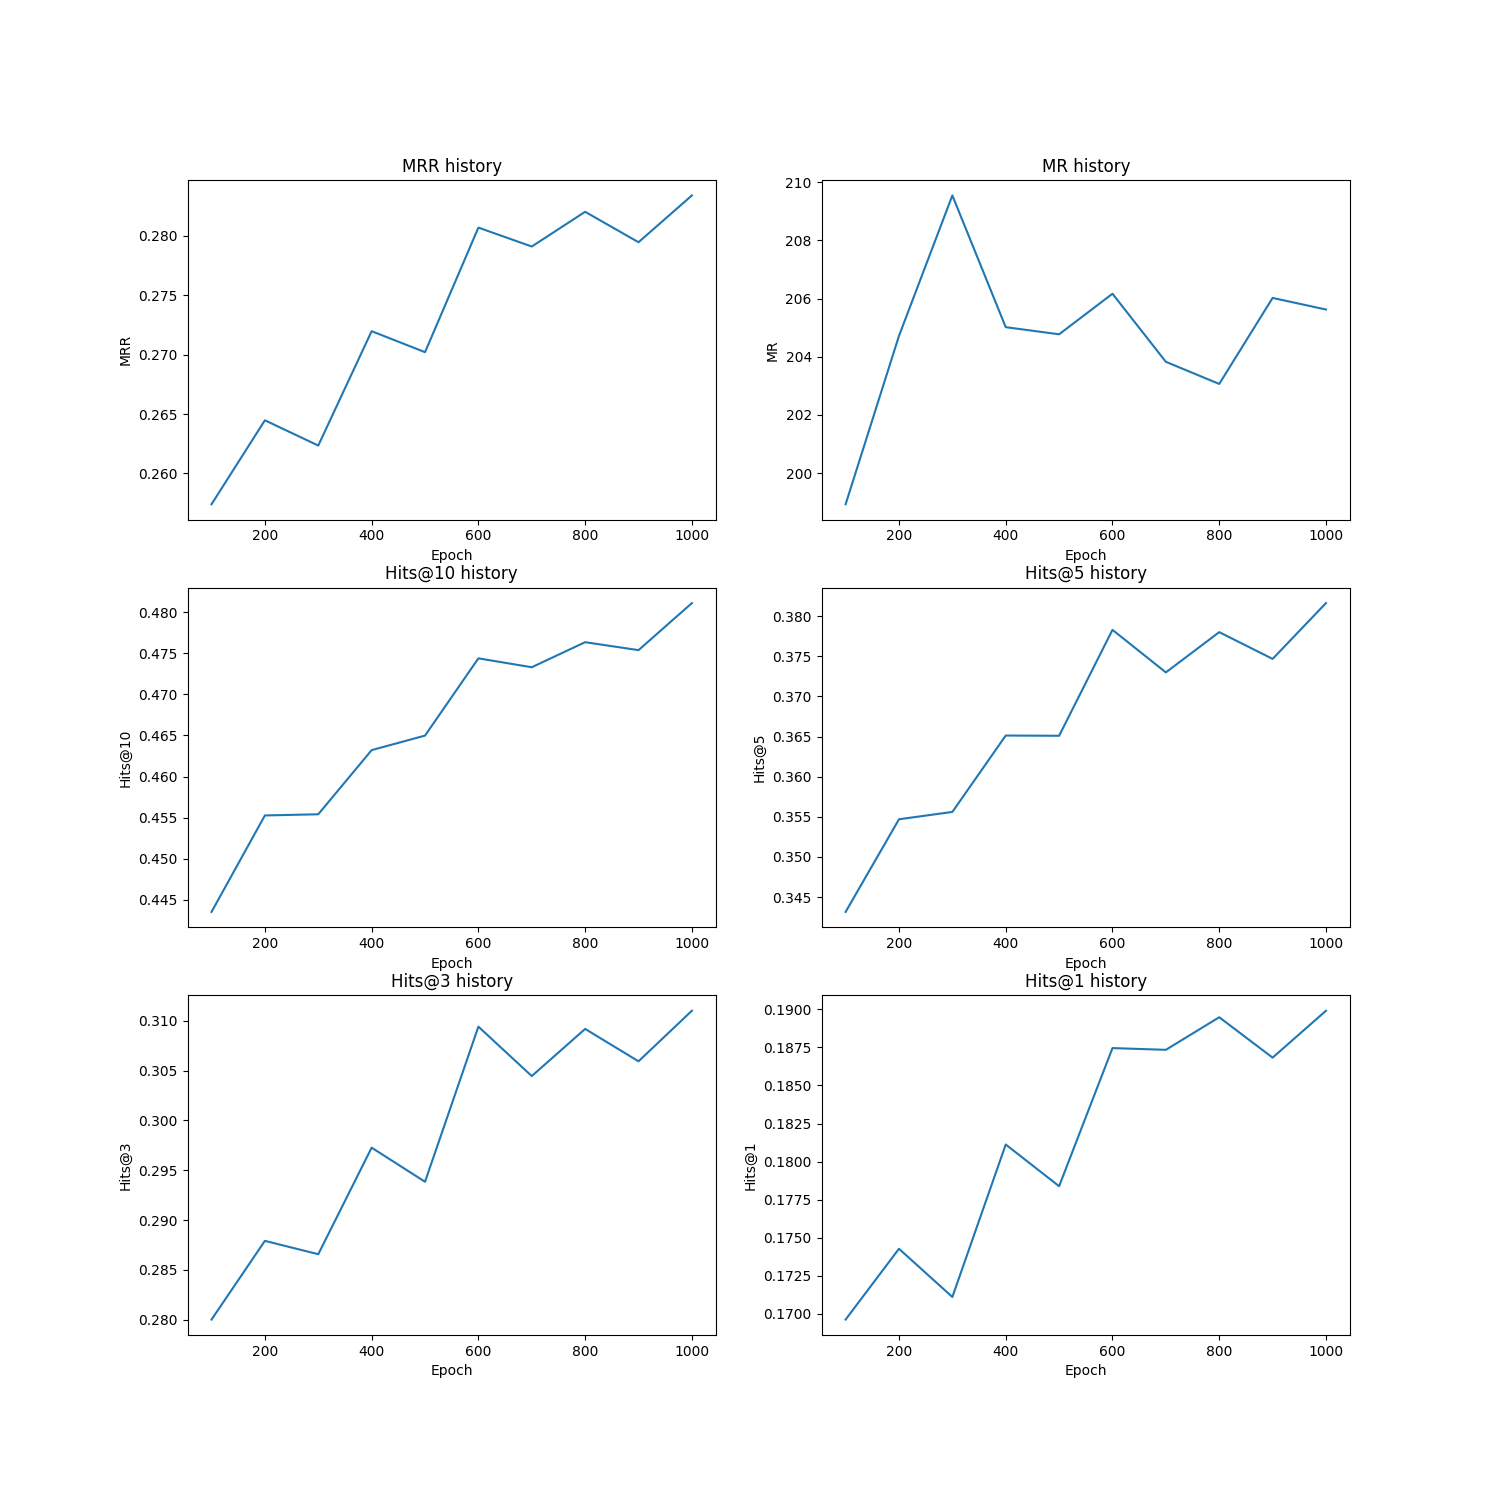 MRR history
MRR
0.280
0.275
0.270
0.265
0.260
200 400 600 800 1000
Epoch
MR history
MR
210
208
206
204
202
200
200 400 600 800 1000
Epoch
Hits@10 history
Hits@10
0.480
0.475
0.470
0.465
0.460
0.455
0.450
0.445
200 400 600 800 1000
Epoch
Hits@5 history
Hits@5
0.380
0.375
0.370
0.365
0.360
0.355
0.350
0.345
200 400 600 800 1000
Epoch
Hits@3 history
Hits@3
0.310
0.305
0.300
0.295
0.290
0.285
0.280
200 400 600 800 1000
Epoch
Hits@1 history
Hits@1
0.1900
0.1875
0.1850
0.1825
0.1800
0.1775
0.1750
0.1725
0.1700
200 400 600 800 1000
Epoch